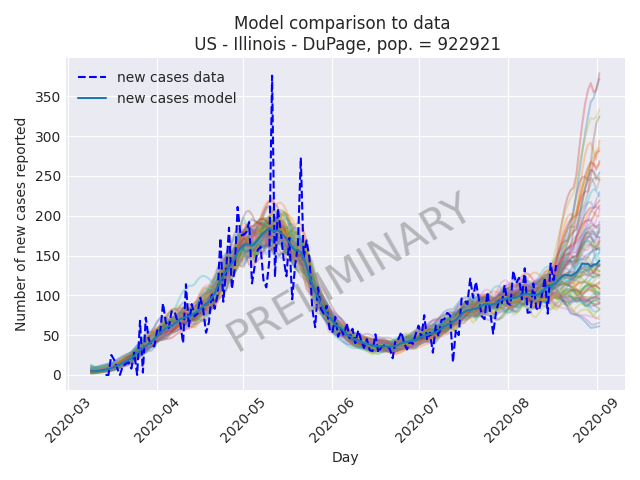 Model comparison to data
US - Illinois - DuPage, pop. = 922921
new cases data
new cases model
Number of new cases reported
350
300
250
200
150
100
50
0
PRELIMINARY
2020-03
2020-04
2020-05
2020-06
2020-07
2020-08
2020-09
Day